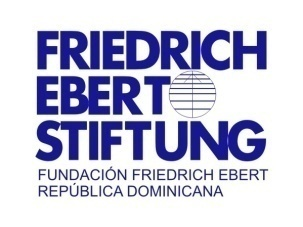 FRIEDRICH
EBERT
STIFTUNG
FUNDACIÓN FRIEDRICH EBERT
REPÚBLICA DOMINICANA